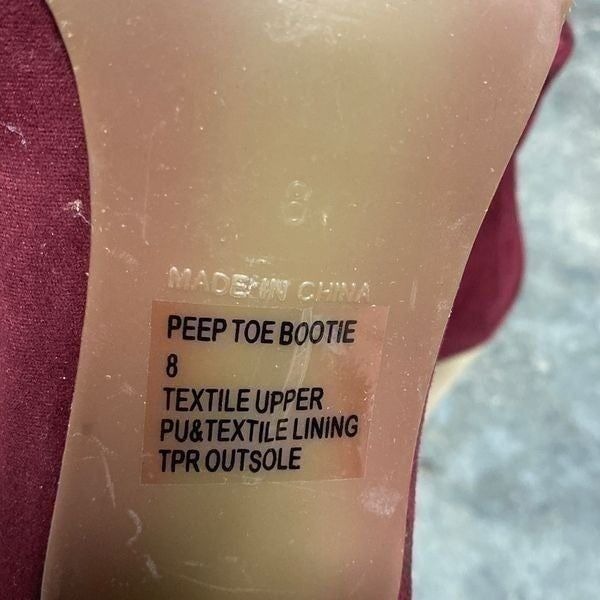 8
MADE IN CHINA
PEEP TOE BOOTIE
8
TEXTILE UPPER
PU&TEXTILE LINING
TPR OUTSOLE